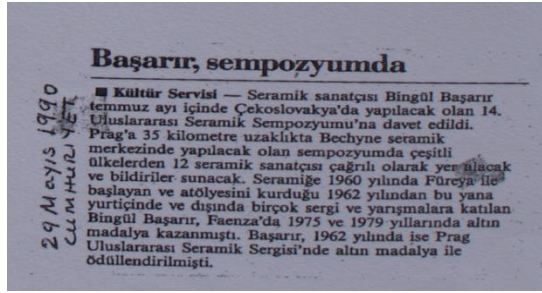 Başarır, sempozyumda
■ Kültür Servisi — Seramik sanatçısı Bingül Başarır
temmuz ayı içinde Çekoslovakya'da yapılacak olan 14.
Uluslararası Seramik Sempozyumu'na davet edildi.
Prag'a 35 kilometre uzaklıkta Bechyne seramik
merkezinde yapılacak olan sempozyumda çeşitli
ülkelerden 12 seramik sanatçısı çağrılı olarak yer alacak
ve bildiriler sunacak. Seramiğe 1960 yılında Füreya ile
başlayan ve atölyesini kurduğu 1962 yılından bu yana
yurtiçinde ve dışında birçok sergi ve yarışmalara katılan
Bingül Başarır, Faenza'da 1975 ve 1979 yıllarında altın
madalya kazanmıştı. Başarır, 1962 yılında ise Prag
Uluslararası Seramik Sergisi'nde altın madalya ile
ödüllendirilmişti.
29 Mayıs 1990
CUMHURİYET